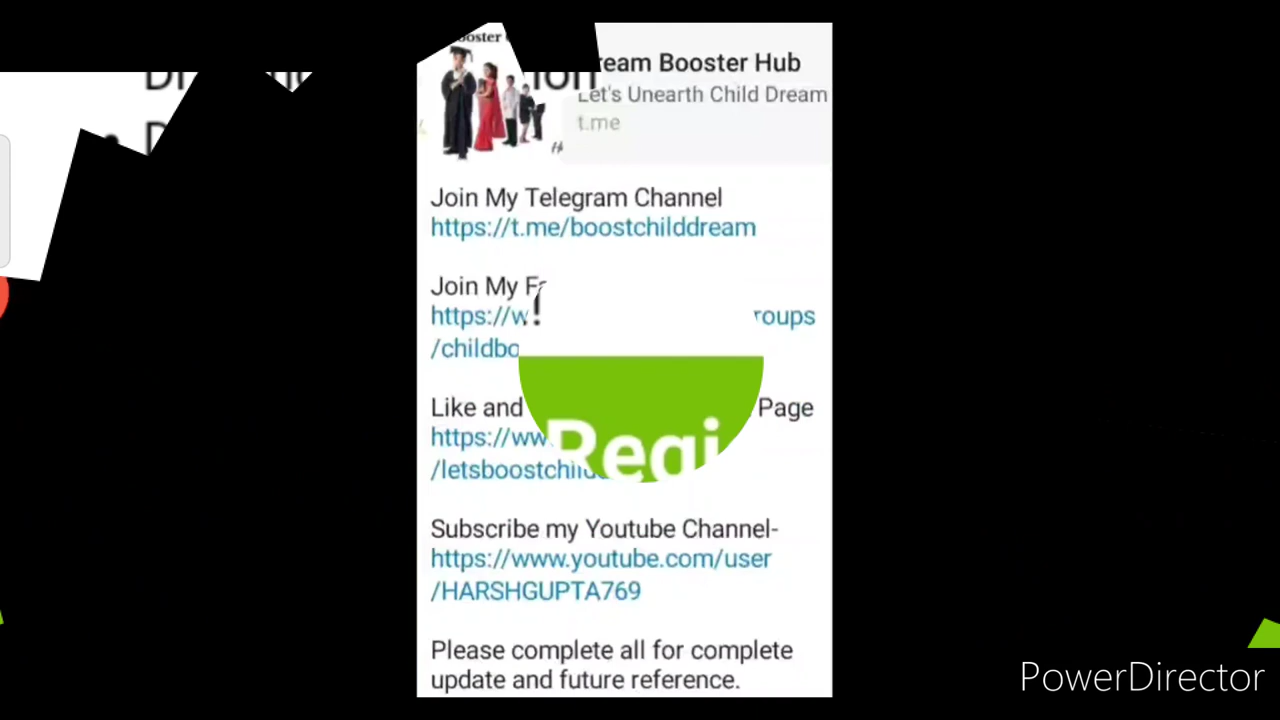 Booster Hub
Let's Unearth Child Dream
t.me
Join My Telegram Channel
https://t.me/boostchilddream
Join My
!
https://w
roups
/childbo
Like and
Page
https://ww
Regi
/letsboostchild
Subscribe my Youtube Channel-
https://www.youtube.com/user
/HARSHGUPTA769
Please complete all for complete
update and future reference.
PowerDirector